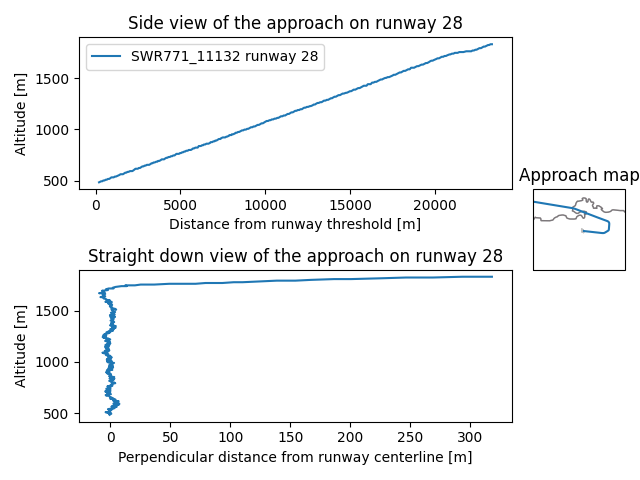 Side view of the approach on runway 28
SWR771_11132 runway 28
Altitude [m]
1500
1000
500
0
5000
10000
15000
20000
Distance from runway threshold [m]
Approach map
Straight down view of the approach on runway 28
Altitude [m]
1500
1000
500
0
50
100
150
200
250
300
Perpendicular distance from runway centerline [m]